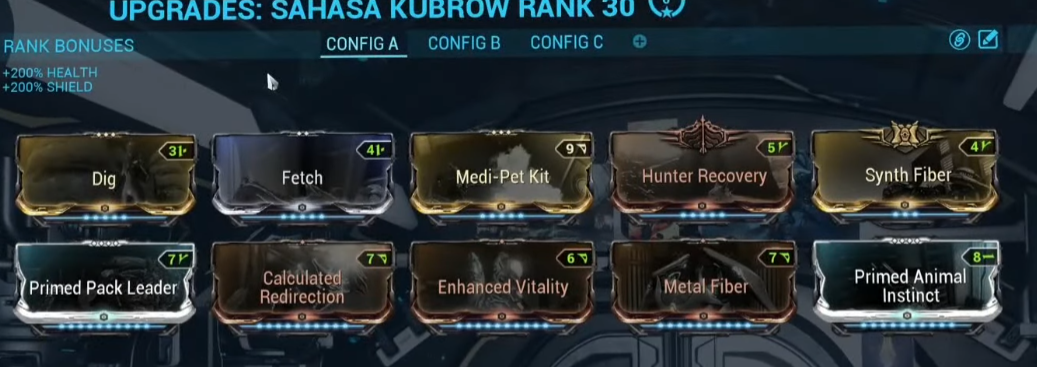 UPGRADES: SAHASA KUBROW RANK 30
RANK BONUSES
CONFIG A
CONFIG B
CONFIG C
+200% HEALTH
+200% SHIELD
3
Dig
4
Fetch
9
Medi-Pet Kit
5
Hunter Recovery
4
Synth Fiber
7
Primed Pack Leader
7
Calculated
Redirection
6
Enhanced Vitality
7
Metal Fiber
8
Primed Animal
Instinct